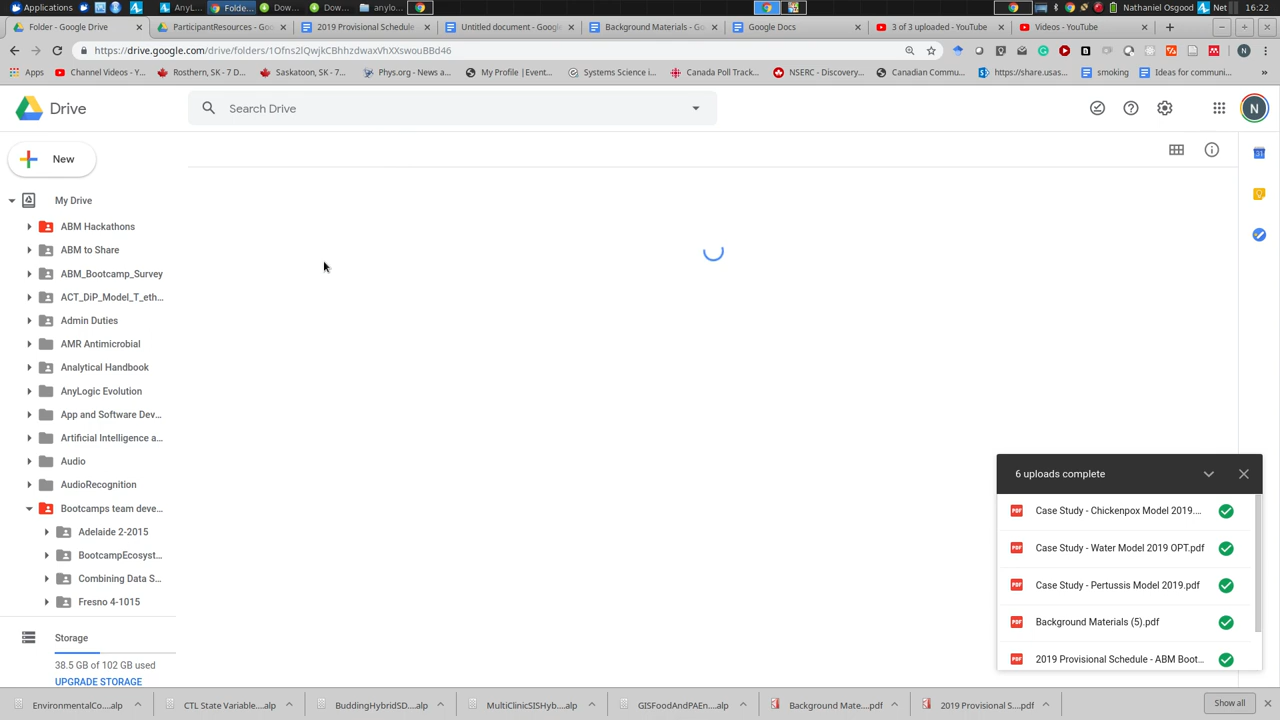 Applications AnyL... Folde... Dow... Dow... anylo... Nathaniel Osgood Net 16:22
Folder - Google Drive ParticipantResources - Go 2019 Provisional Schedule Untitled document - Google Background Materials - Go Google Docs 3 of 3 uploaded - YouTube Videos - YouTube
https://drive.google.com/drive/folders/1Ofns2lQwjkCBhhzdwaxVhXXswouBBd46
Apps Channel Videos - Y... Rosthern, SK - 7 D... Saskatoon, SK - 7... Phys.org - News a... My Profile | Event... Systems Science i... Canada Poll Track... NSERC - Discovery... Canadian Commu... https://share.usas... smoking Ideas for communi...
Drive
Search Drive
N
New
My Drive
ABM Hackathons
ABM to Share
ABM_Bootcamp_Survey
ACT_DiP_Model_T_eth...
Admin Duties
AMR Antimicrobial
Analytical Handbook
AnyLogic Evolution
App and Software Dev...
Artificial Intelligence a...
Audio
AudioRecognition
Bootcamps team deve...
Adelaide 2-2015
BootcampEcosyst...
Combining Data S...
Fresno 4-1015
Storage
38.5 GB of 102 GB used
UPGRADE STORAGE
6 uploads complete
Case Study - Chickenpox Model 2019....
Case Study - Water Model 2019 OPT.pdf
Case Study - Pertussis Model 2019.pdf
Background Materials (5).pdf
2019 Provisional Schedule - ABM Boot...
EnvironmentalCo....alp CTL State Variable....alp BuddingHybridSD....alp MultiClinicSISHyb....alp GISFoodAndPAEn....alp Background Mate....pdf 2019 Provisional S....pdf Show all